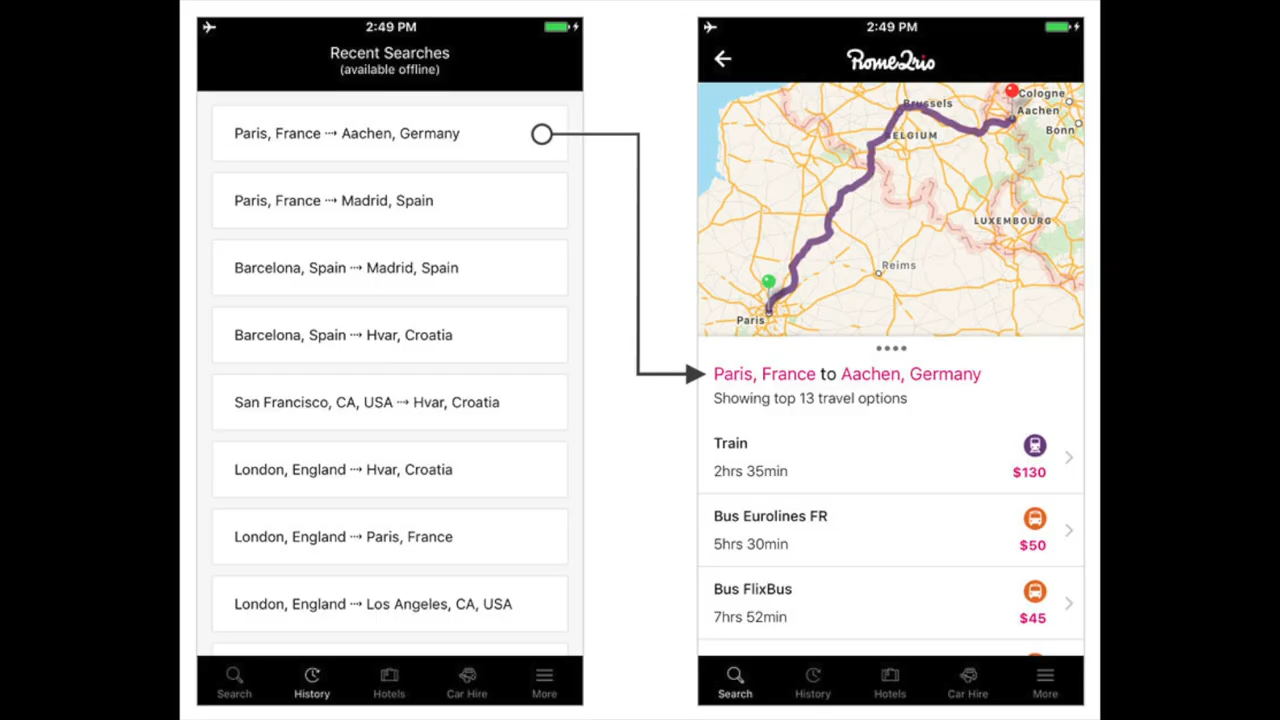 2:49 PM
Recent Searches
(available offline)
Paris, France ⤑ Aachen, Germany
Paris, France ⤑ Madrid, Spain
Barcelona, Spain ⤑ Madrid, Spain
Barcelona, Spain ⤑ Hvar, Croatia
San Francisco, CA, USA ⤑ Hvar, Croatia
London, England ⤑ Hvar, Croatia
London, England ⤑ Paris, France
London, England ⤑ Los Angeles, CA, USA
Search History Hotels Car Hire More
2:49 PM
Rome2rio
Cologne
Brussels
Aachen
Bonn
BELGIUM
LUXEMBOURG
Reims
Paris
Paris, France to Aachen, Germany
Showing top 13 travel options
Train
2hrs 35min $130
Bus Eurolines FR
5hrs 30min $50
Bus FlixBus
7hrs 52min $45
Search History Hotels Car Hire More